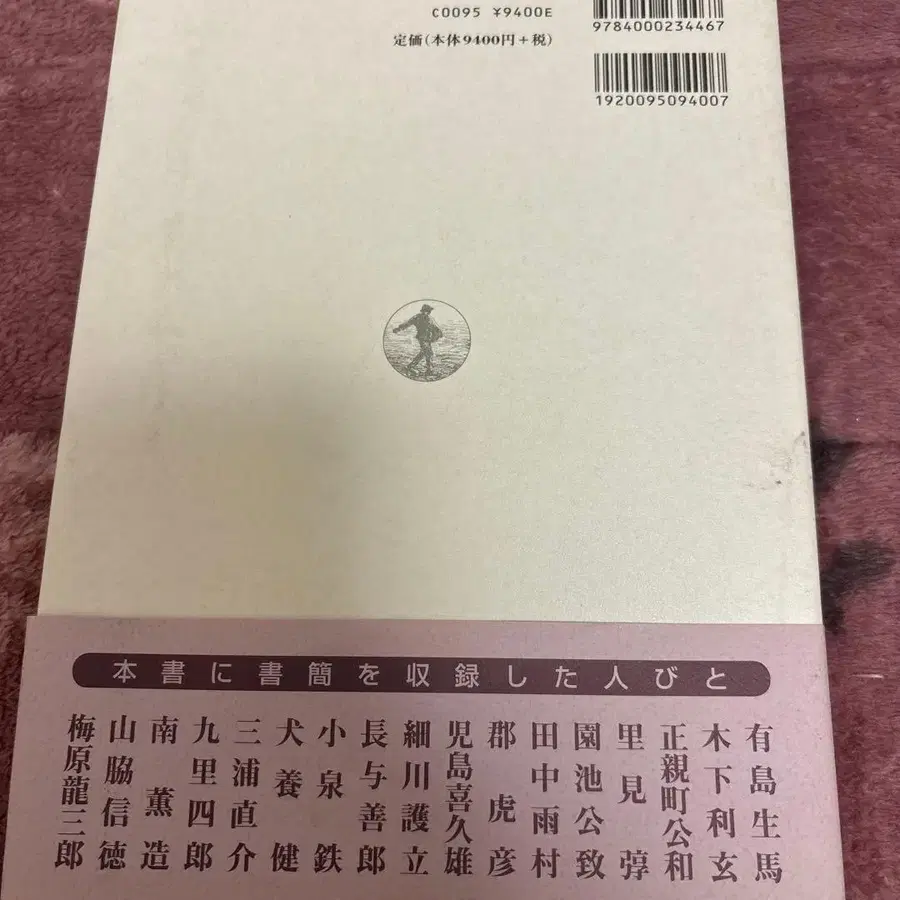 C0095 ¥9400E
定価(本体9400円+税)
9784000234467
1920095094007
本書に書簡を収録した人びと
有島生馬
木下利玄
正親町公和
里見弴
園池公致
田中雨村
郡虎彦
児島喜久雄
細川護立
長与善郎
小泉鉄
犬養健
三浦直介
九里四郎
南薫造
山脇信徳
梅原龍三郎